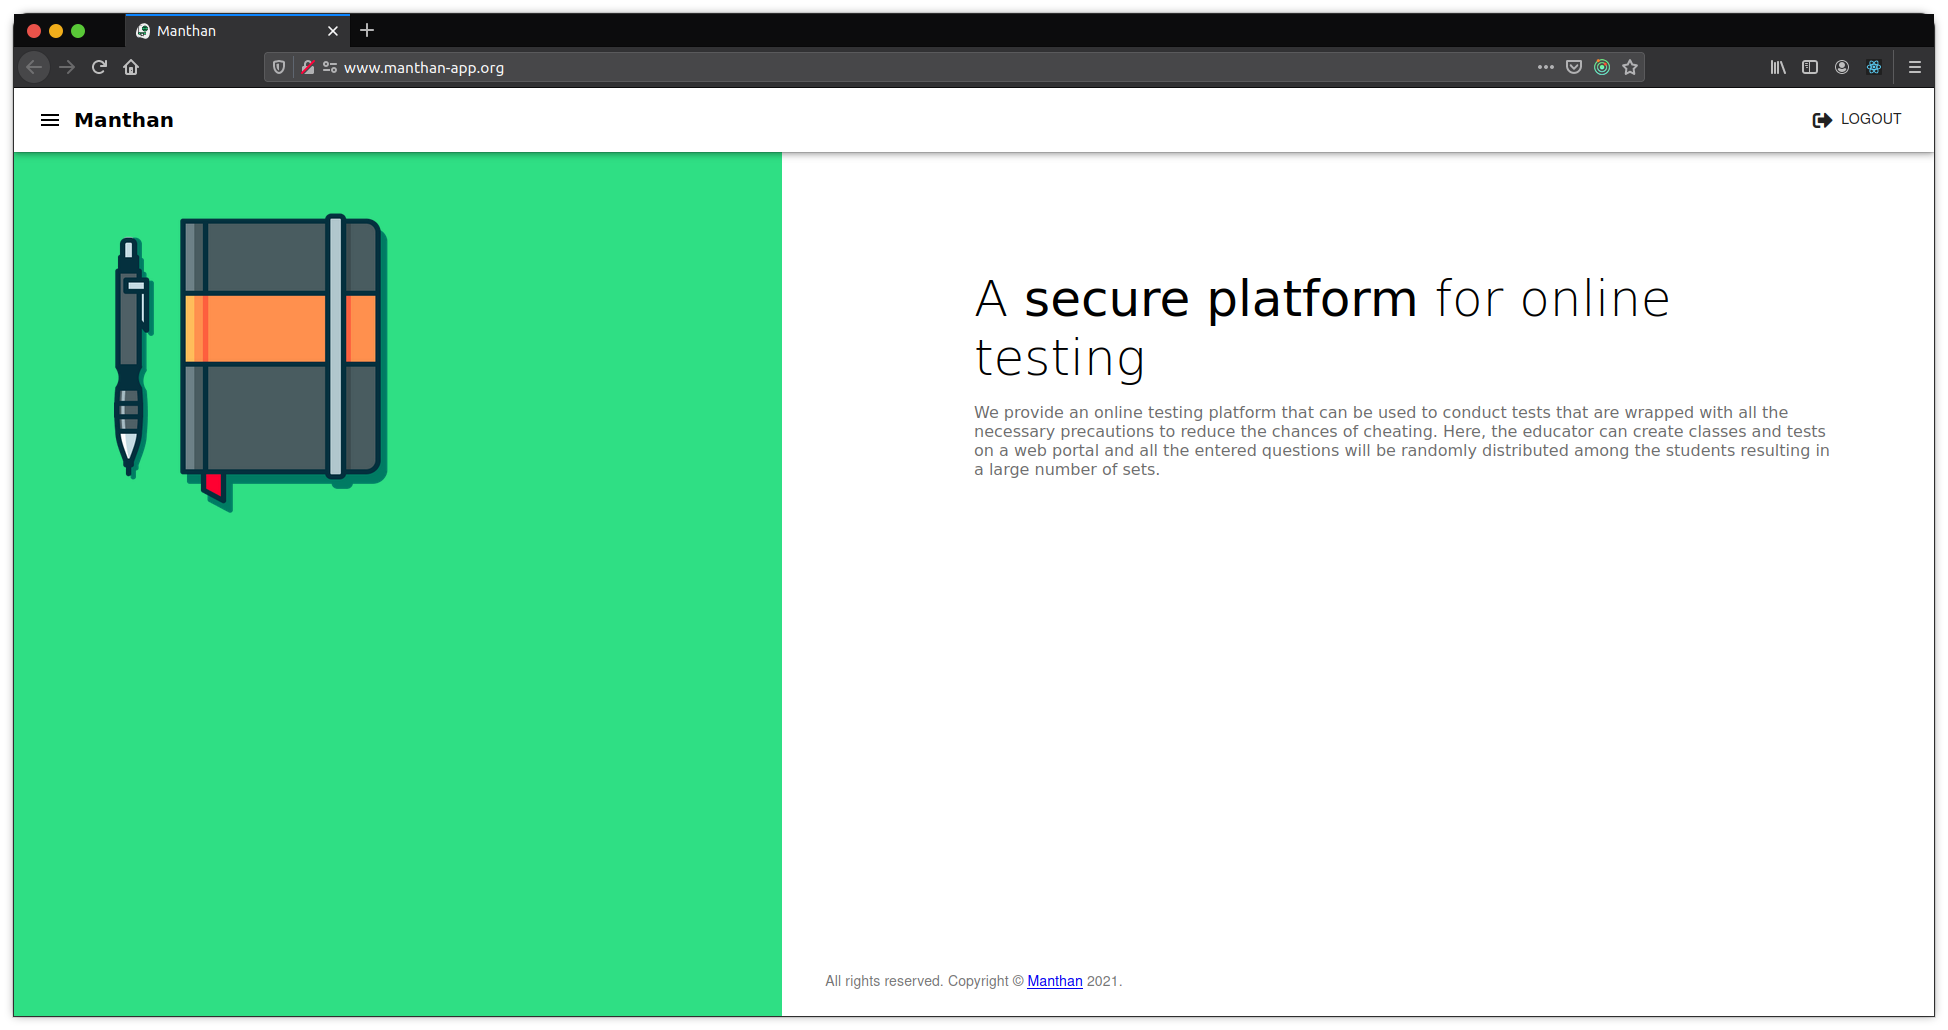 Manthan
www.manthan-app.org
Manthan
LOGOUT
A secure platform for online
testing
We provide an online testing platform that can be used to conduct tests that are wrapped with all the
necessary precautions to reduce the chances of cheating. Here, the educator can create classes and tests
on a web portal and all the entered questions will be randomly distributed among the students resulting in
a large number of sets.
All rights reserved. Copyright © Manthan 2021.